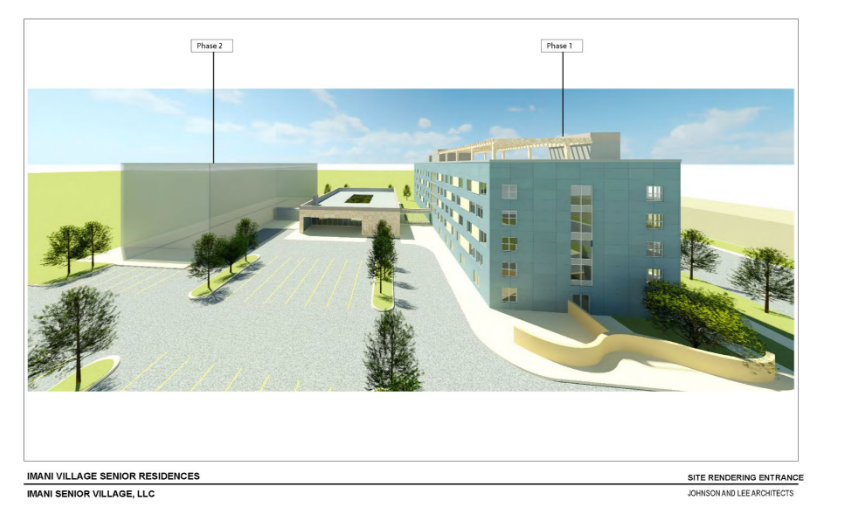 Phase 2
Phase 1
IMANI VILLAGE SENIOR RESIDENCES
SITE RENDERING ENTRANCE
IMANI SENIOR VILLAGE, LLC
JOHNSON AND LEE ARCHITECTS